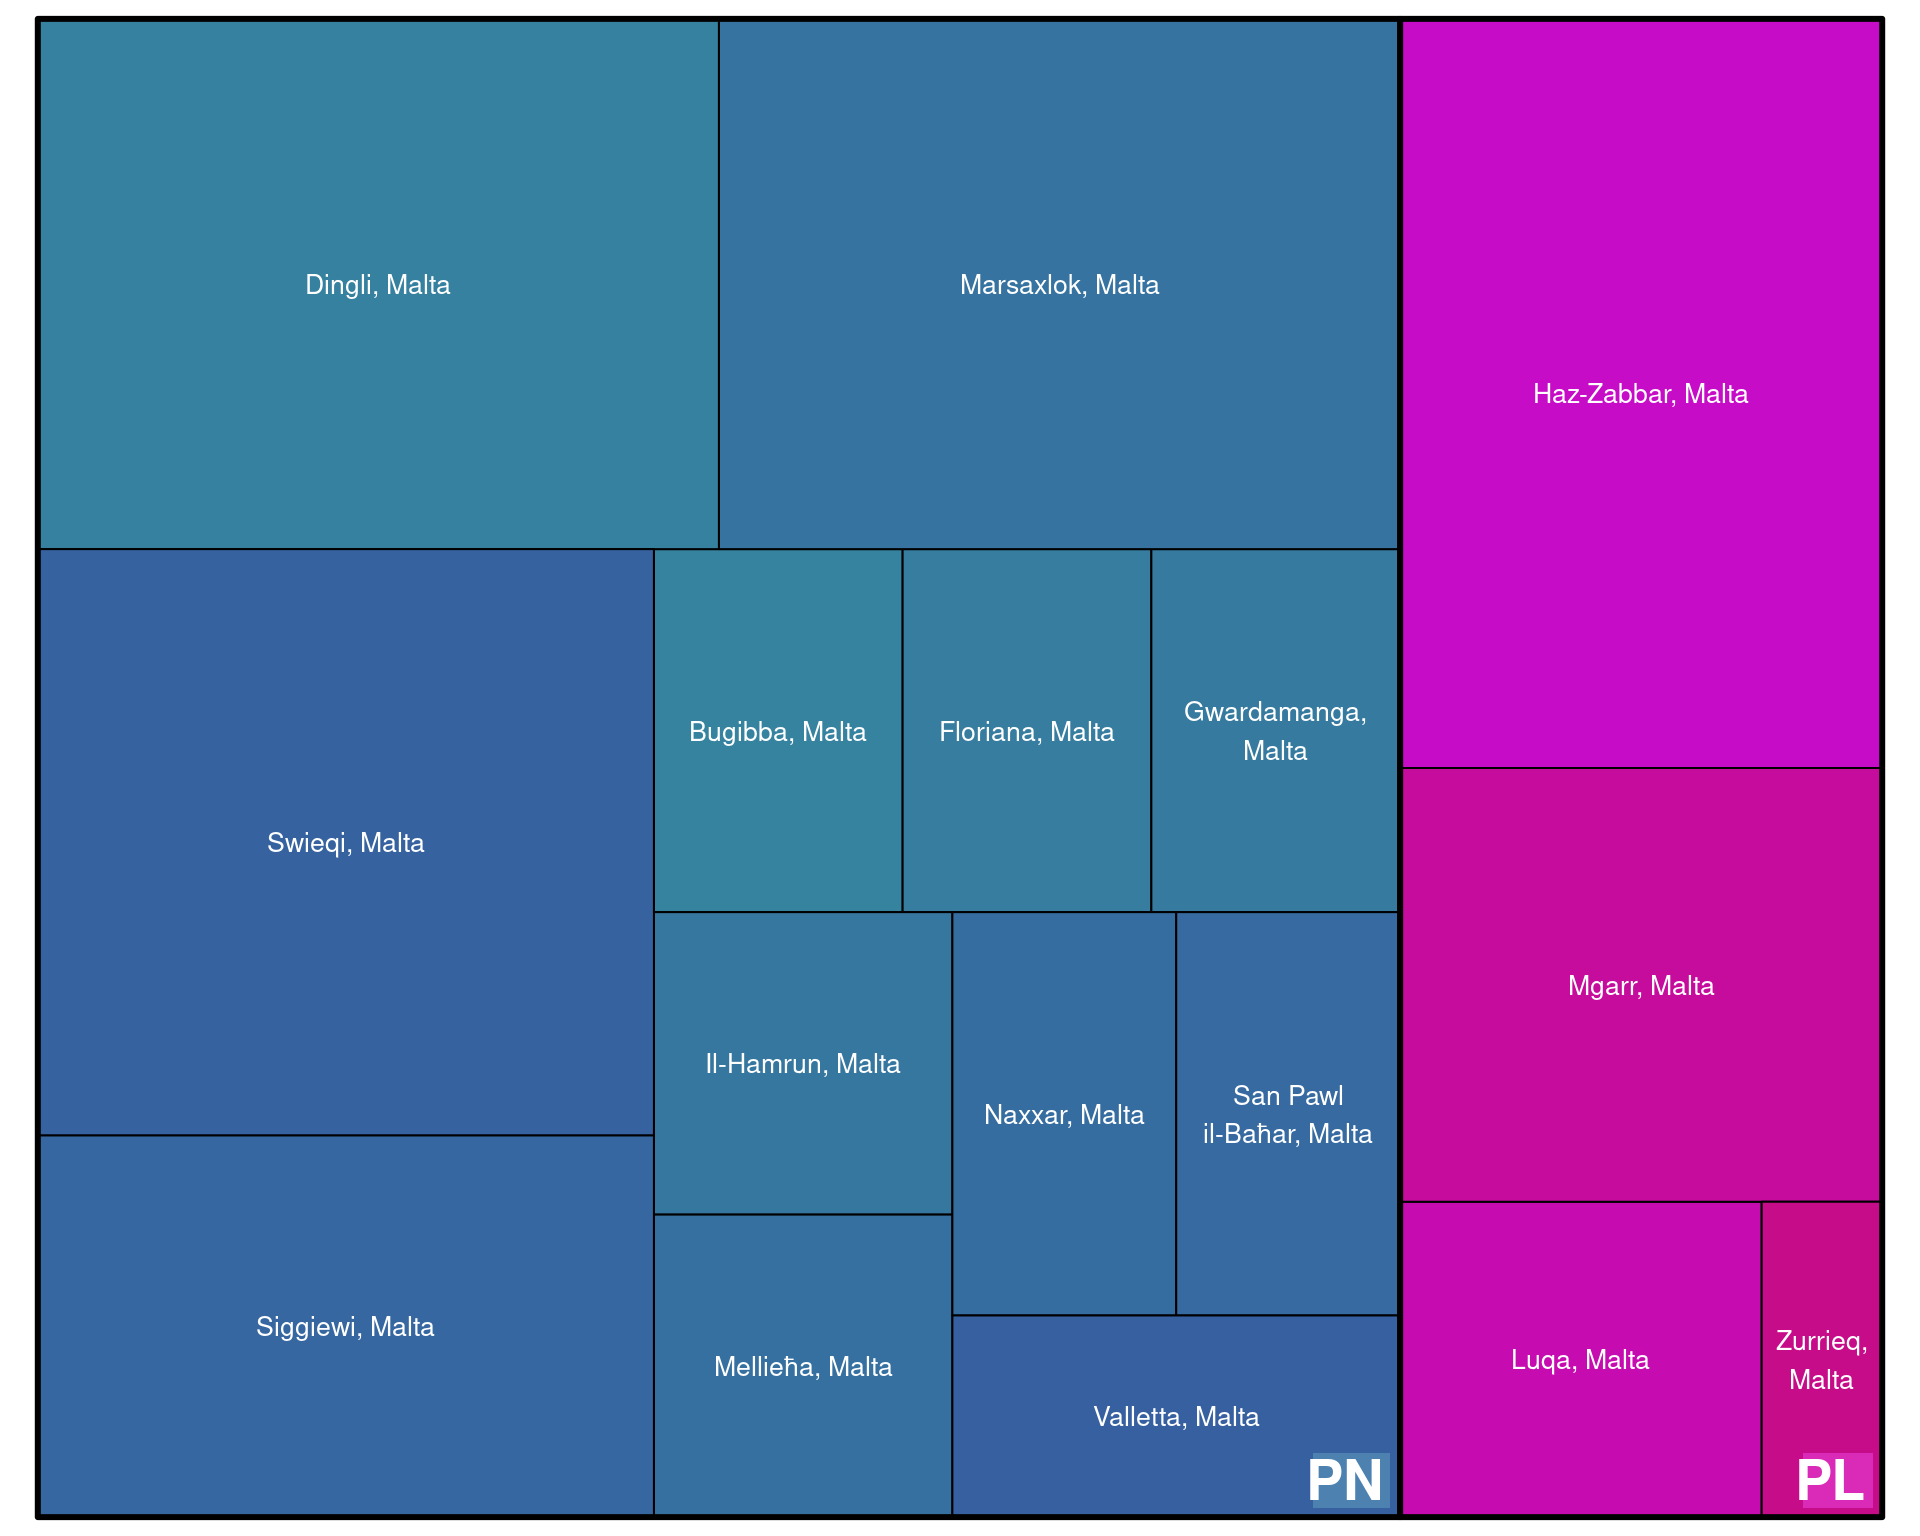 Dingli, Malta
Marsaxlok, Malta
Haz-Zabbar, Malta
Swieqi, Malta
Bugibba, Malta
Floriana, Malta
Gwardamanga,
Malta
Il-Hamrun, Malta
Naxxar, Malta
San Pawl
il-Baħar, Malta
Mgarr, Malta
Siggiewi, Malta
Mellieħa, Malta
Valletta, Malta
Luqa, Malta
Zurrieq,
Malta
PN
PL